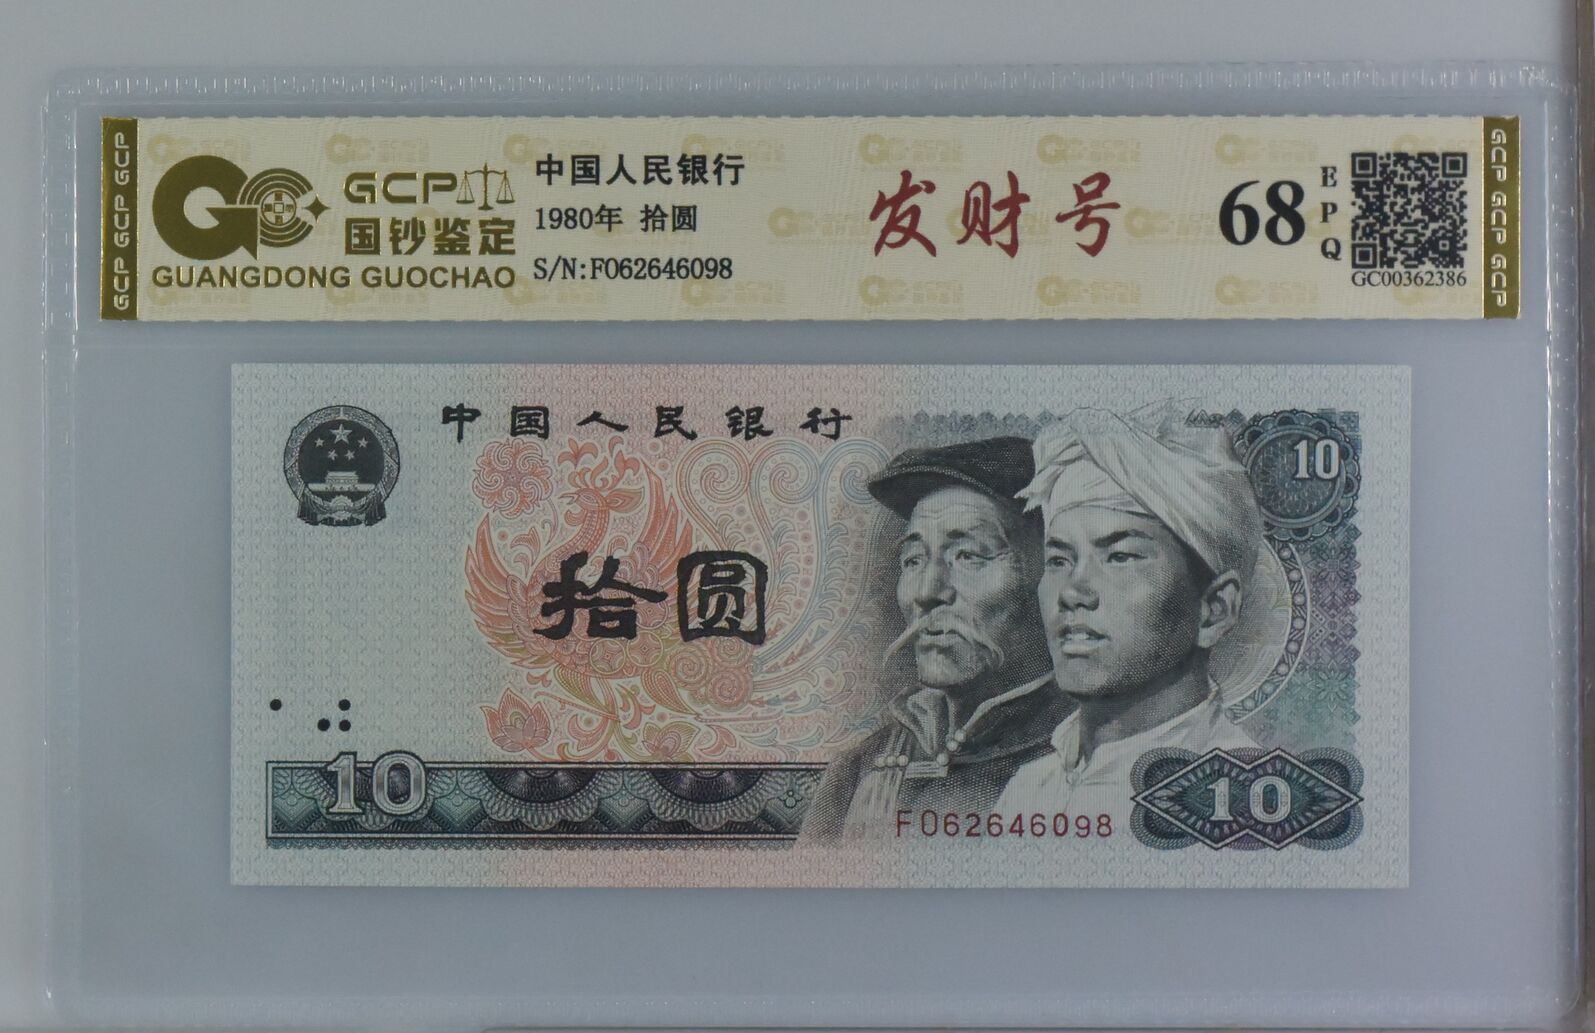 GCP GCP GCP
GCP
国钞鉴定
GUANGDONG GUOCHAO
中国人民银行
1980年 拾圆
S/N:F062646098
发财号
68
EPQ
GC00362386
GCP GCP GCP
中国人民银行
10
拾圆
10
FO62646098
10